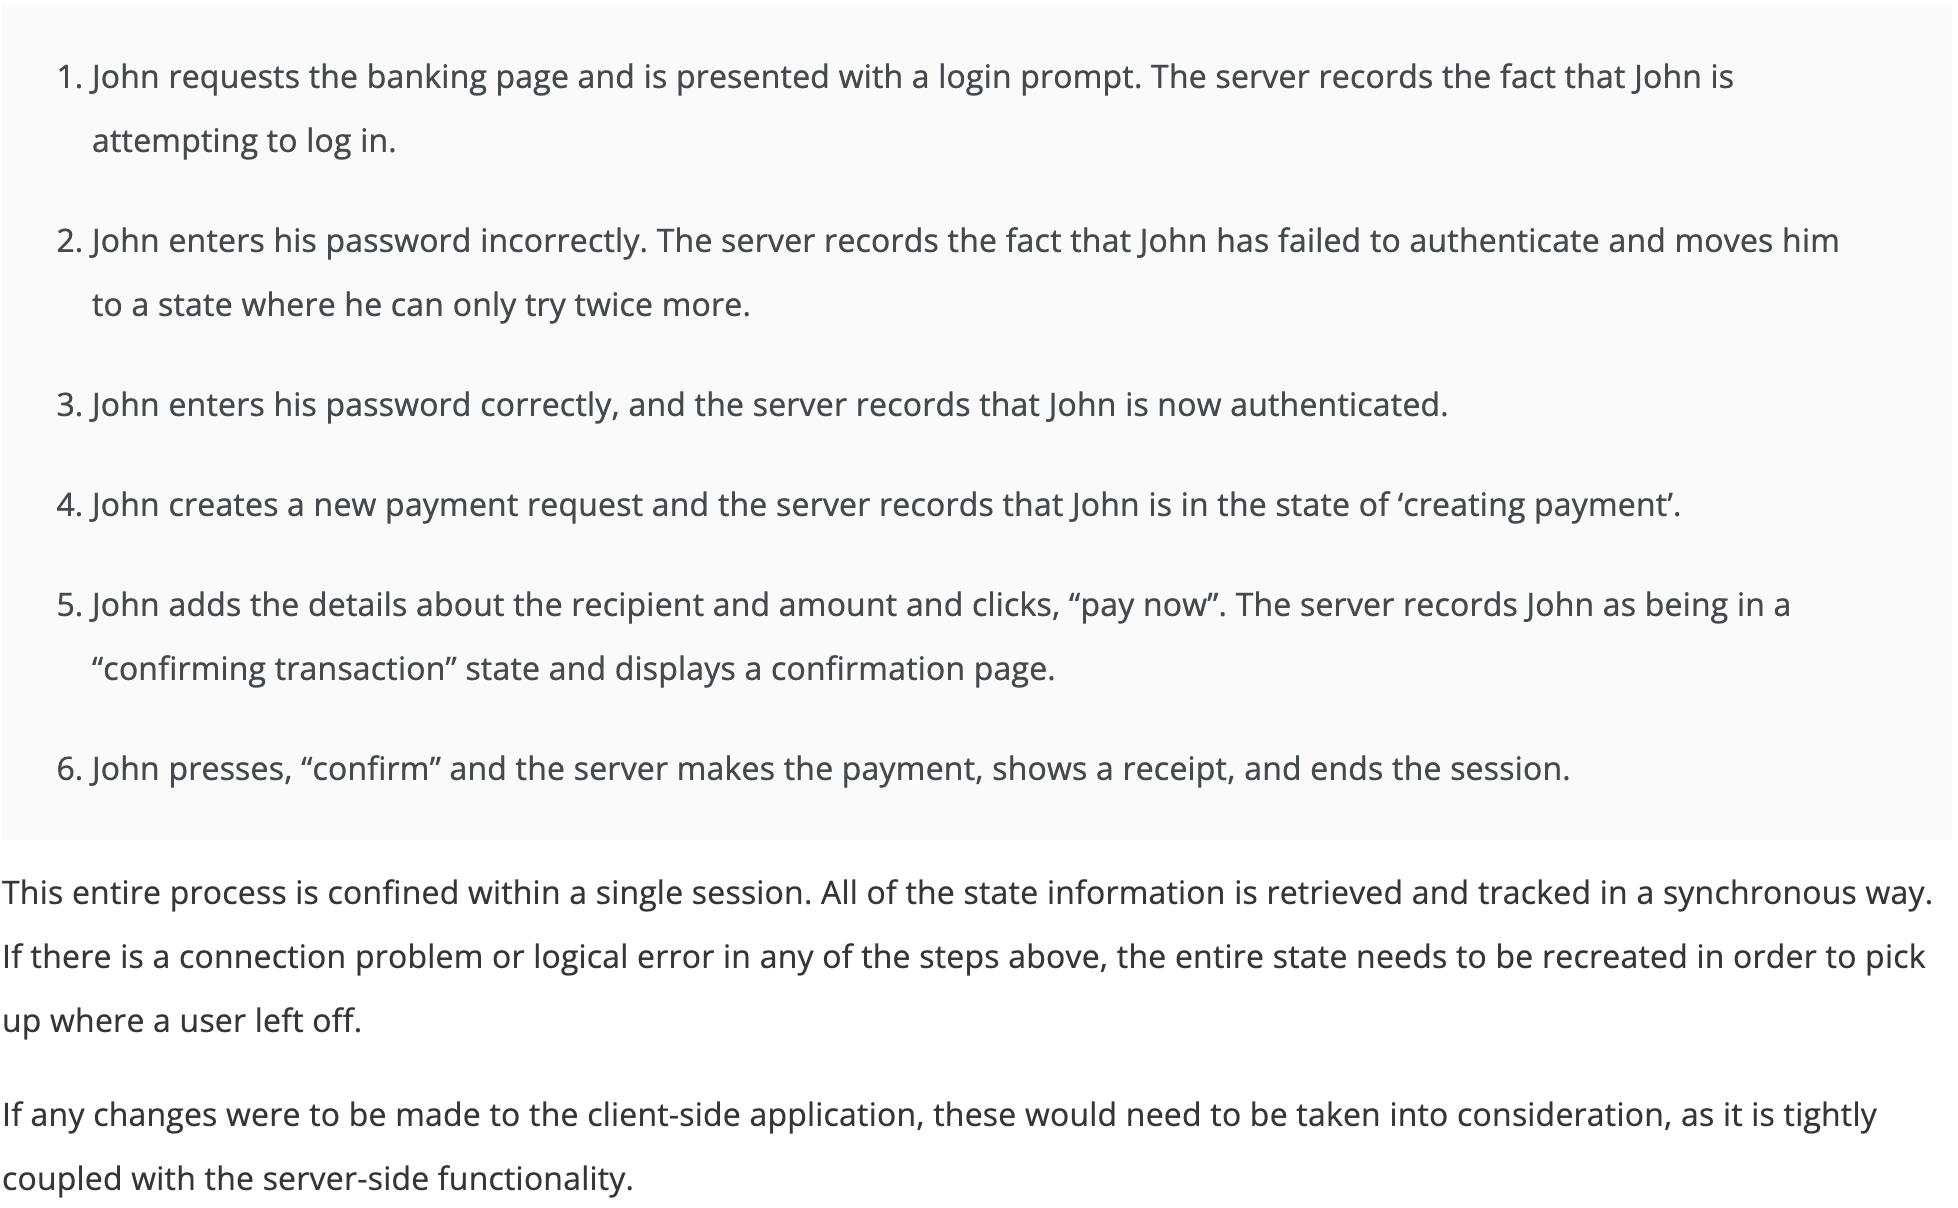 1. John requests the banking page and is presented with a login prompt. The server records the fact that John is
attempting to log in.
2. John enters his password incorrectly. The server records the fact that John has failed to authenticate and moves him
to a state where he can only try twice more.
3. John enters his password correctly, and the server records that John is now authenticated.
4. John creates a new payment request and the server records that John is in the state of ‘creating payment’.
5. John adds the details about the recipient and amount and clicks, “pay now”. The server records John as being in a
“confirming transaction” state and displays a confirmation page.
6. John presses, “confirm” and the server makes the payment, shows a receipt, and ends the session.
This entire process is confined within a single session. All of the state information is retrieved and tracked in a synchronous way.
If there is a connection problem or logical error in any of the steps above, the entire state needs to be recreated in order to pick
up where a user left off.
If any changes were to be made to the client-side application, these would need to be taken into consideration, as it is tightly
coupled with the server-side functionality.